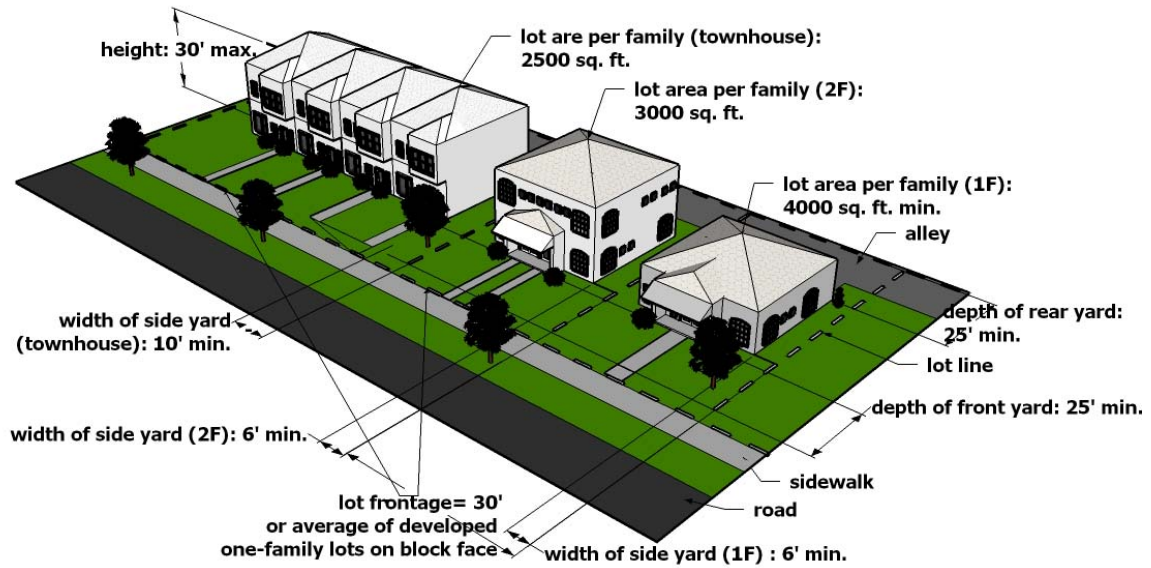 height: 30' max.
lot are per family (townhouse):
2500 sq. ft.
lot area per family (2F):
3000 sq. ft.
lot area per family (1F):
4000 sq. ft. min.
alley
depth of rear yard:
25' min.
lot line
depth of front yard: 25' min.
sidewalk
road
width of side yard
(townhouse): 10' min.
width of side yard (2F): 6' min.
lot frontage= 30'
or average of developed
one-family lots on block face
width of side yard (1F) : 6' min.